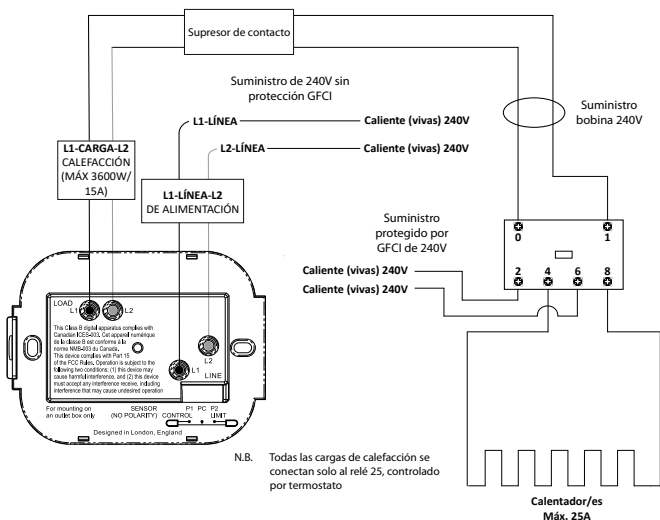 Supresor de contacto
Suministro de 240V sin
protección GFCI
L1-LÍNEA
Caliente (vivas) 240V
L2-LÍNEA
Caliente (vivas) 240V
Suministro
bobina 240V
L1-CARGA-L2
CALEFACCIÓN
(MÁX 3600W/
15A)
L1-LÍNEA-L2
DE ALIMENTACIÓN
Suministro
protegido por
GFCI de 240V
Caliente (vivas) 240V
Caliente (vivas) 240V
0
1
2
4
6
8
LOAD
L1
L2
This Class B digital apparatus complies with
Canadian ICES-003, Cet appareil numérique
de la classe B est conforme à la
norme NMB-003 du Canada.
This device complies with Part 15
of the FCC Rules, Operation is subject to the
following two conditions: (1) this device may
cause harmful interference, and (2) this device
must accept any interference receive, including
interference that may cause undesired operation
L2
L1
LINE
For mounting on
an outlet box only
SENSOR
(NO POLARITY)
P1 PC P2
CONTROL
LIMIT
Designed in London, England
N.B. Todas las cargas de calefacción se
conectan solo al relé 25, controlado
por termostato
Calentador/es
Máx. 25A